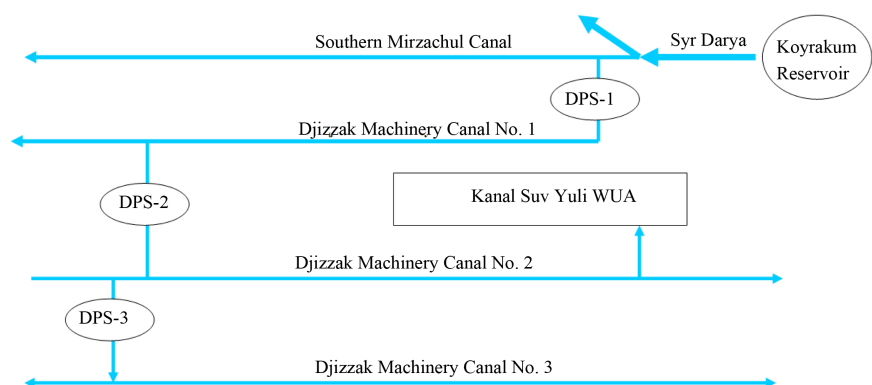 Southern Mirzachul Canal
Syr Darya
Koyrakum
Reservoir
DPS-1
Djizzak Machinery Canal No. 1
DPS-2
Kanal Suv Yuli WUA
Djizzak Machinery Canal No. 2
DPS-3
Djizzak Machinery Canal No. 3